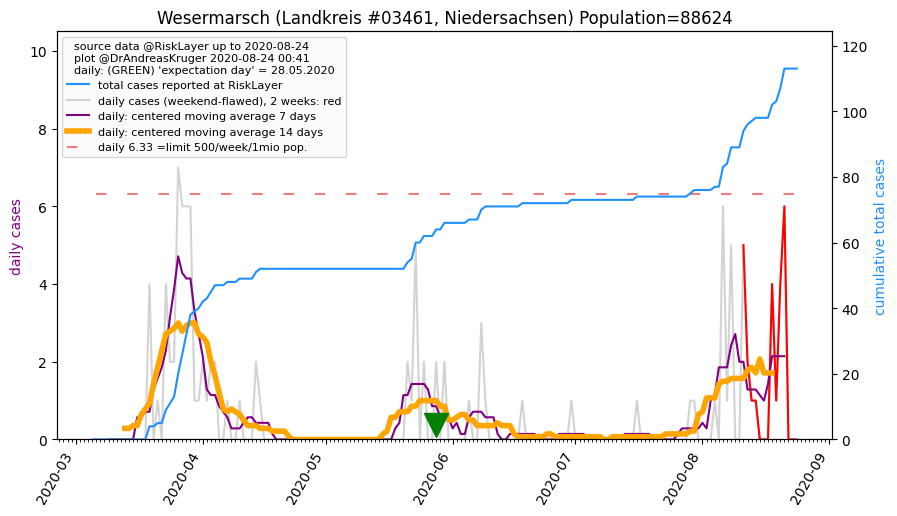 Wesermarsch (Landkreis #03461, Niedersachsen) Population=88624
source data @RiskLayer up to 2020-08-24
plot @DrAndreasKruger 2020-08-24 00:41
daily: (GREEN) 'expectation day' = 28.05.2020
total cases reported at RiskLayer
daily cases (weekend-flawed), 2 weeks: red
daily: centered moving average 7 days
daily: centered moving average 14 days
daily 6.33 =limit 500/week/1mio pop.
daily cases
10
8
6
4
2
0
cumulative total cases
120
100
80
60
40
20
0
2020-03
2020-04
2020-05
2020-06
2020-07
2020-08
2020-09